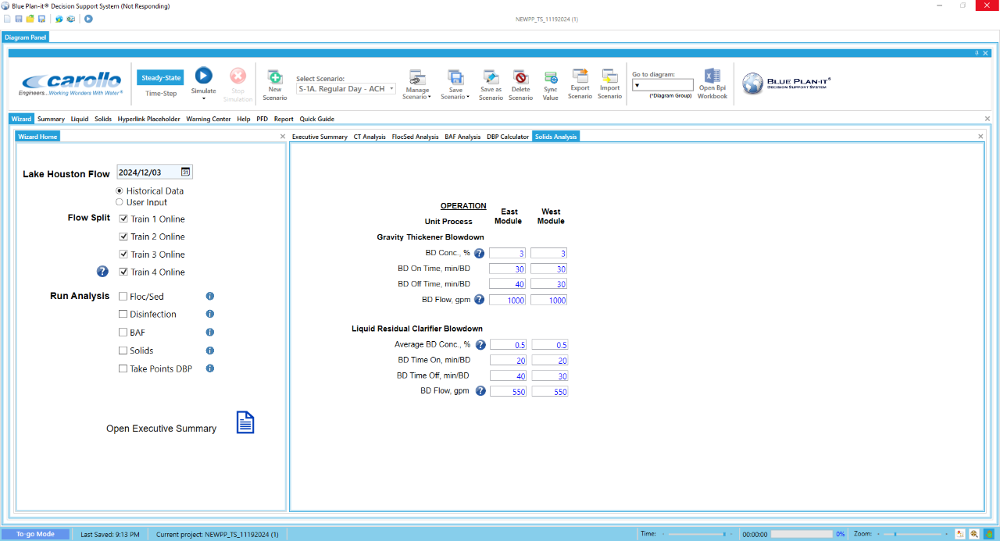 Blue Plan-it® Decision Support System (Not Responding)
NEWPP_TS_11192024 (1)
Diagram Panel
carollo
Engineers...Working Wonders With Water®
Steady-State
Time-Step
Simulate
Stop Simulation
New Scenario
Select Scenario:
S-1A. Regular Day - ACH
Manage Scenario
Save Scenario
Save as Scenario
Delete Scenario
Sync Value
Export Scenario
Import Scenario
Go to diagram:
(*Diagram Group)
Open Bpi Workbook
BLUE PLAN-IT®
DECISION SUPPORT SYSTEM
Wizard Summary Liquid Solids Hyperlink Placeholder Warning Center Help PFD Report Quick Guide
Wizard Home
Executive Summary CT Analysis FlocSed Analysis BAF Analysis DBP Calculator Solids Analysis
Lake Houston Flow 2024/12/03 31
Historical Data
User Input
Flow Split Train 1 Online
Train 2 Online
Train 3 Online
? Train 4 Online
Run Analysis Floc/Sed i
Disinfection i
BAF i
Solids i
Take Points DBP i
Open Executive Summary
OPERATION
Unit Process East Module West Module
Gravity Thickener Blowdown
BD Conc., % ? 3 3
BD On Time, min/BD 30 30
BD Off Time, min/BD 40 30
BD Flow, gpm ? 1000 1000
Liquid Residual Clarifier Blowdown
Average BD Conc., % ? 0.5 0.5
BD Time On, min/BD 20 20
BD Time Off, min/BD 40 30
BD Flow, gpm ? 550 550
To-go Mode Last Saved: 9:13 PM Current project: NEWPP_TS_11192024 (1) Time: 00:00:00 0% Zoom: